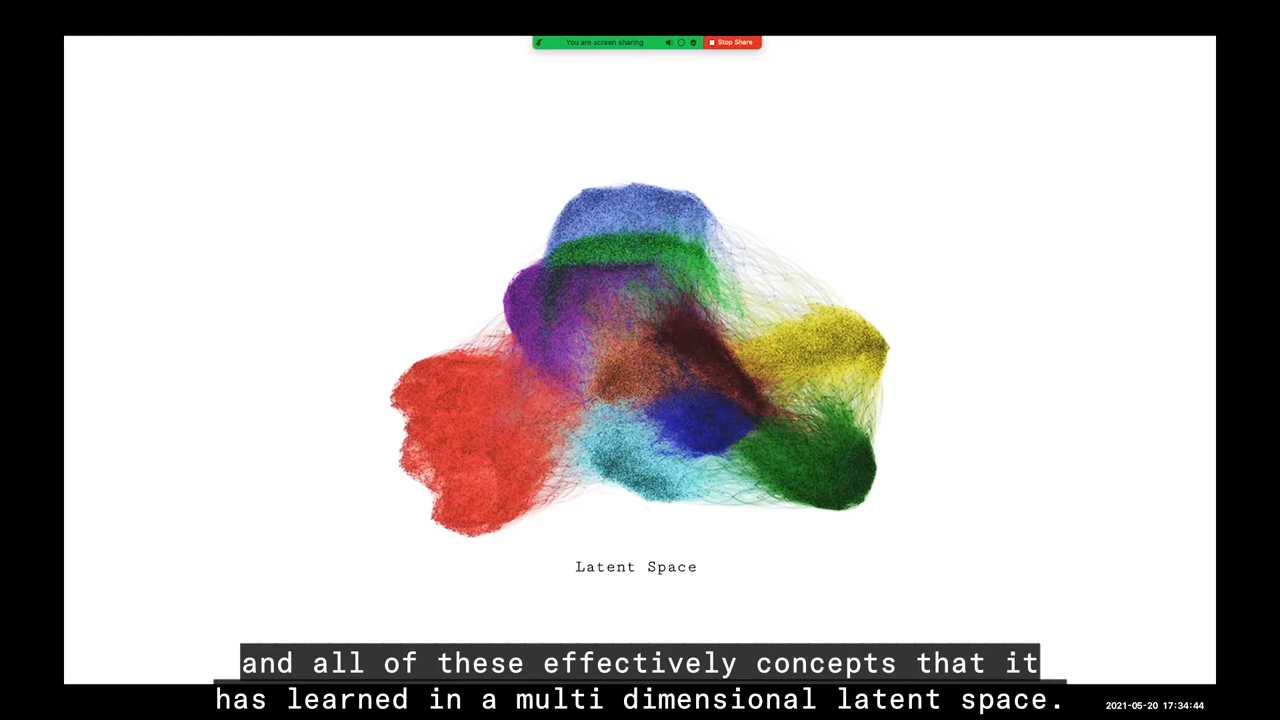 You are screen sharing
Stop Share
Latent Space
and all of these effectively concepts that it
has learned in a multi dimensional latent space.
2021-05-20 17:34:44